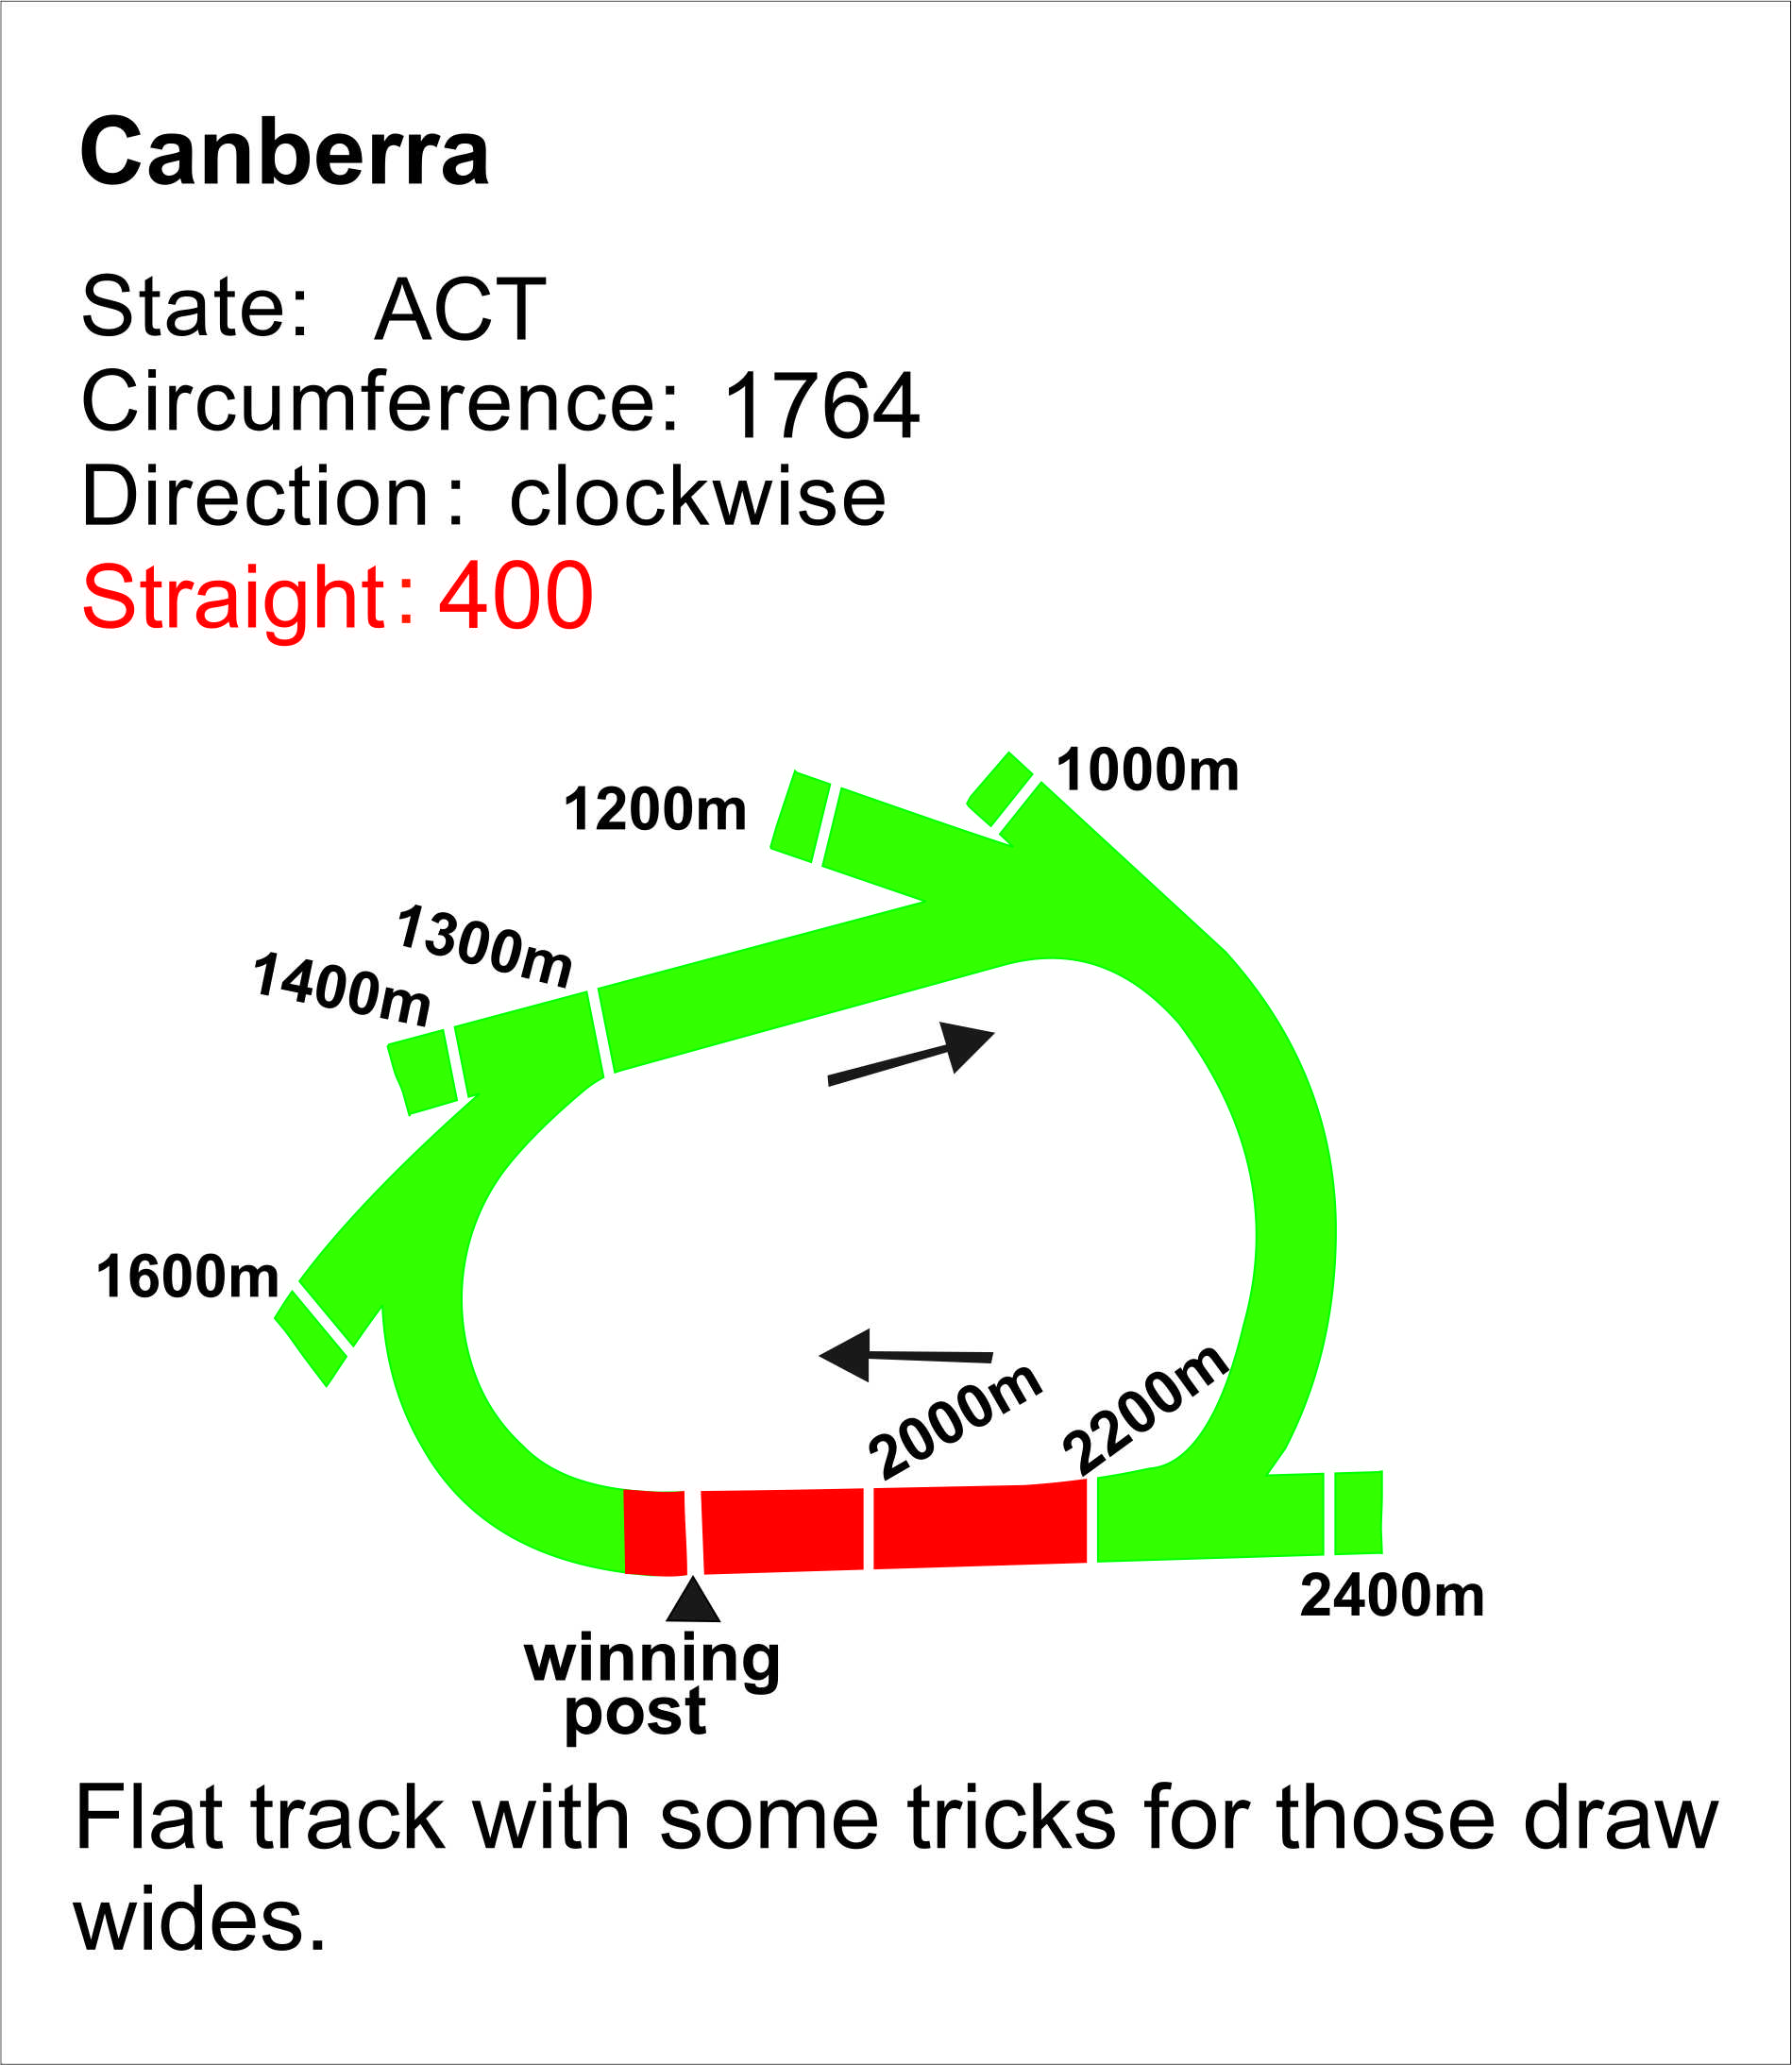 Canberra
State: ACT
Circumference: 1764
Direction : clockwise
Straight : 400
1000m
1200m
1300m
1400m
1600m
2000m
2200m
2400m
winning
post
Flat track with some tricks for those draw
wides.